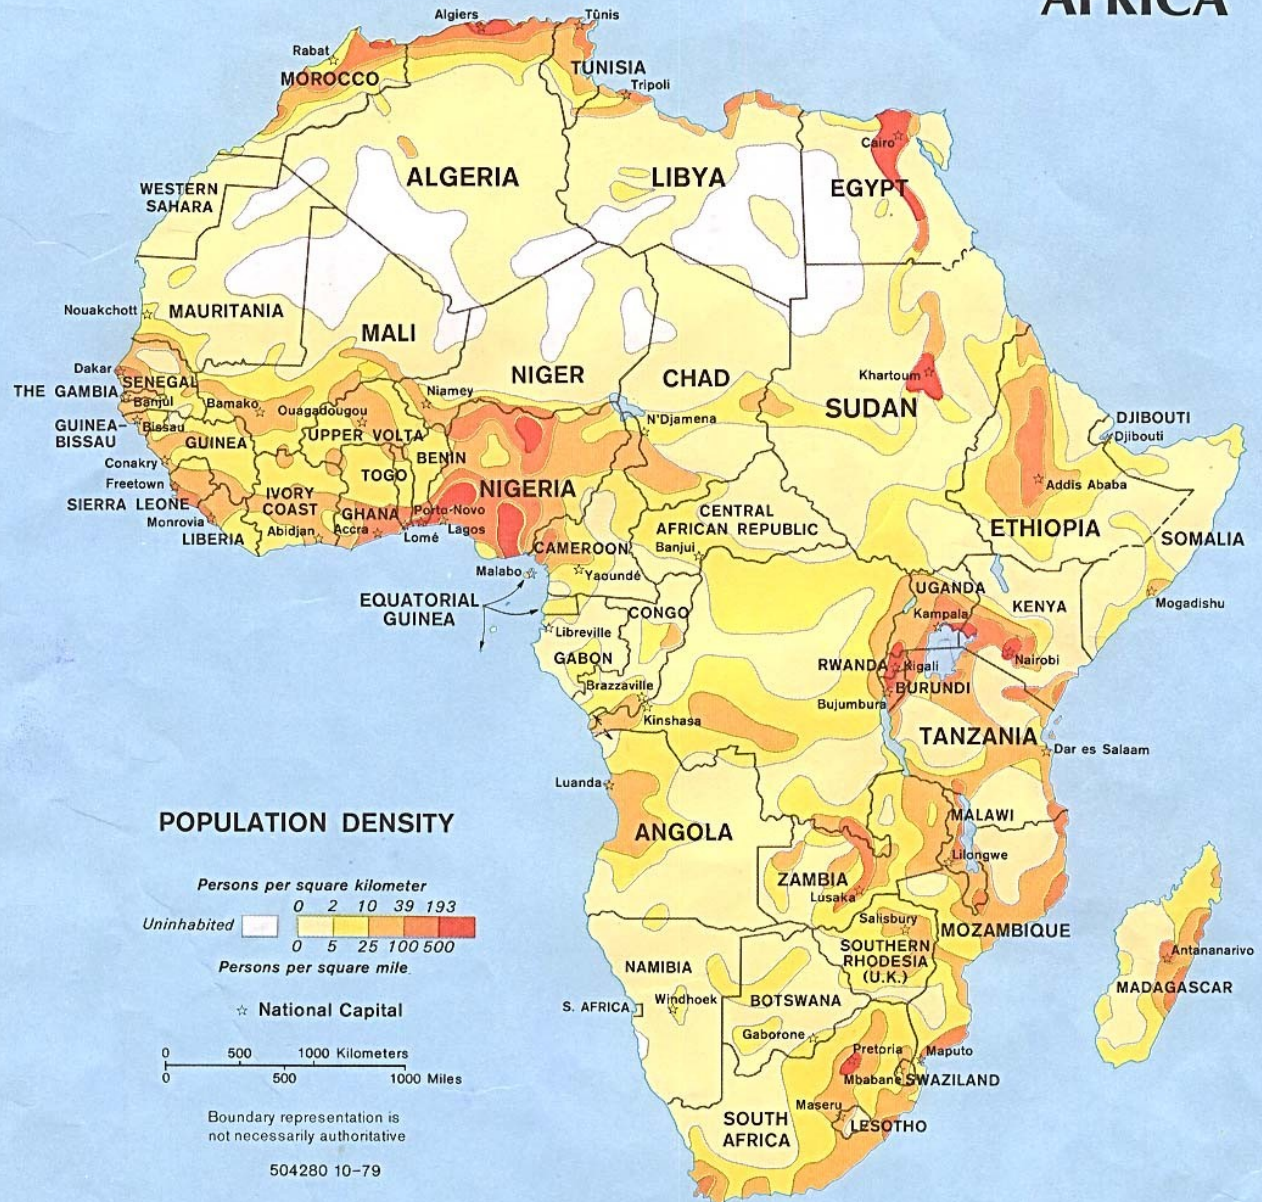 AFRICA
Algiers
Tûnis
Rabat
MOROCCO
TUNISIA
Tripoli
Cairo
ALGERIA
LIBYA
EGYPT
WESTERN
SAHARA
Nouakchott
MAURITANIA
MALI
NIGER
CHAD
SUDAN
Khartoum
Dakar
SENEGAL
THE GAMBIA
Banjul
Bamako
Niamey
Ouagadougou
N'Djamena
DJIBOUTI
Djibouti
GUINEA-
BISSAU
Bissau
GUINEA
UPPER VOLTA
BENIN
Conakry
TOGO
NIGERIA
Addis Ababa
Freetown
SIERRA LEONE
IVORY
COAST
GHANA
Porto-Novo
CENTRAL
AFRICAN REPUBLIC
ETHIOPIA
Monrovia
LIBERIA
Abidjan
Accra
Lomé
Lagos
SOMALIA
CAMEROON
Banjui
Malabo
Yaoundé
EQUATORIAL
GUINEA
UGANDA
KENYA
Mogadishu
CONGO
Kampala
Libreville
GABON
RWANDA
Kigali
Nairobi
Brazzaville
BURUNDI
Bujumbura
Kinshasa
TANZANIA
Dar es Salaam
Luanda
ANGOLA
MALAWI
Lilongwe
ZAMBIA
Lusaka
Salisbury
MOZAMBIQUE
SOUTHERN
RHODESIA
(U.K.)
Antananarivo
MADAGASCAR
NAMIBIA
S. AFRICA
Windhoek
BOTSWANA
Gaborone
Pretoria
Maputo
Mbabane
SWAZILAND
Maseru
LESOTHO
SOUTH
AFRICA
POPULATION DENSITY
Persons per square kilometer
0 2 10 39 193
Uninhabited
0 5 25 100 500
Persons per square mile
National Capital
0 500 1000 Kilometers
0 500 1000 Miles
Boundary representation is
not necessarily authoritative
504280 10-79